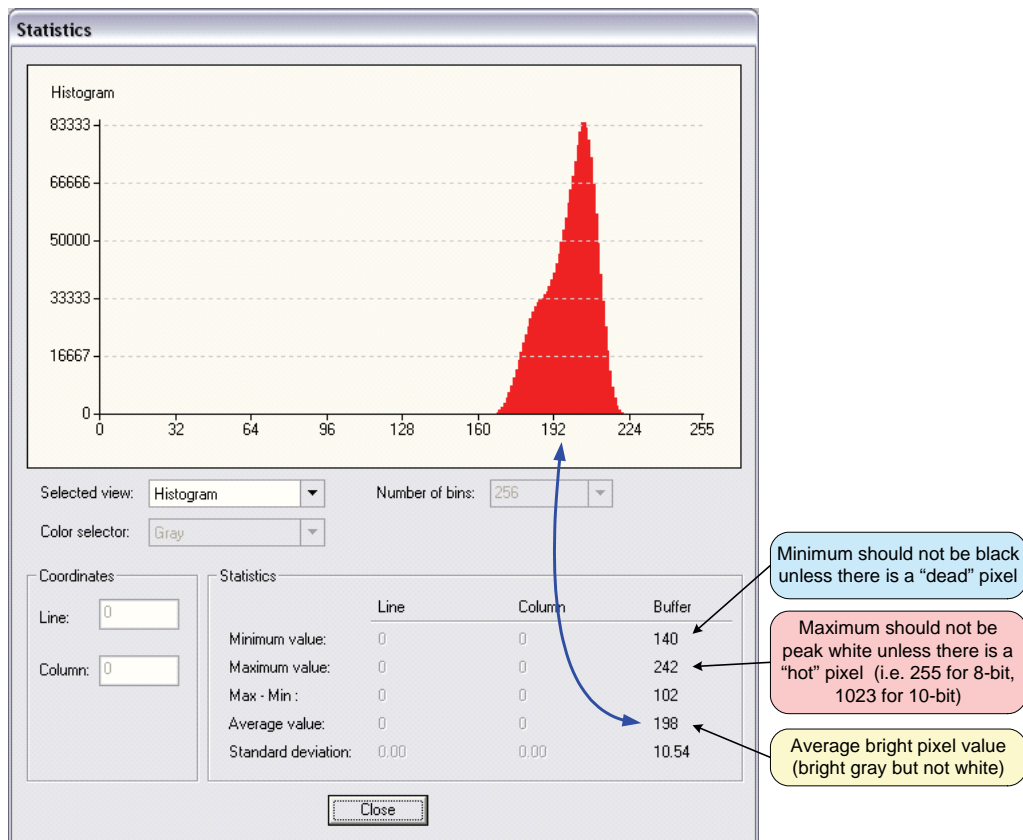 Statistics
Histogram
83333
66666
50000
33333
16667
0
0 32 64 96 128 160 192 224 255
Selected view: Histogram Number of bins: 256
Color selector: Gray
Coordinates
Line: 0
Column: 0
Statistics
Line Column Buffer
Minimum value: 0 0 140
Maximum value: 0 0 242
Max - Min : 0 0 102
Average value: 0 0 198
Standard deviation: 0.00 0.00 10.54
Close
Minimum should not be black
unless there is a “dead” pixel
Maximum should not be
peak white unless there is a
“hot” pixel (i.e. 255 for 8-bit,
1023 for 10-bit)
Average bright pixel value
(bright gray but not white)